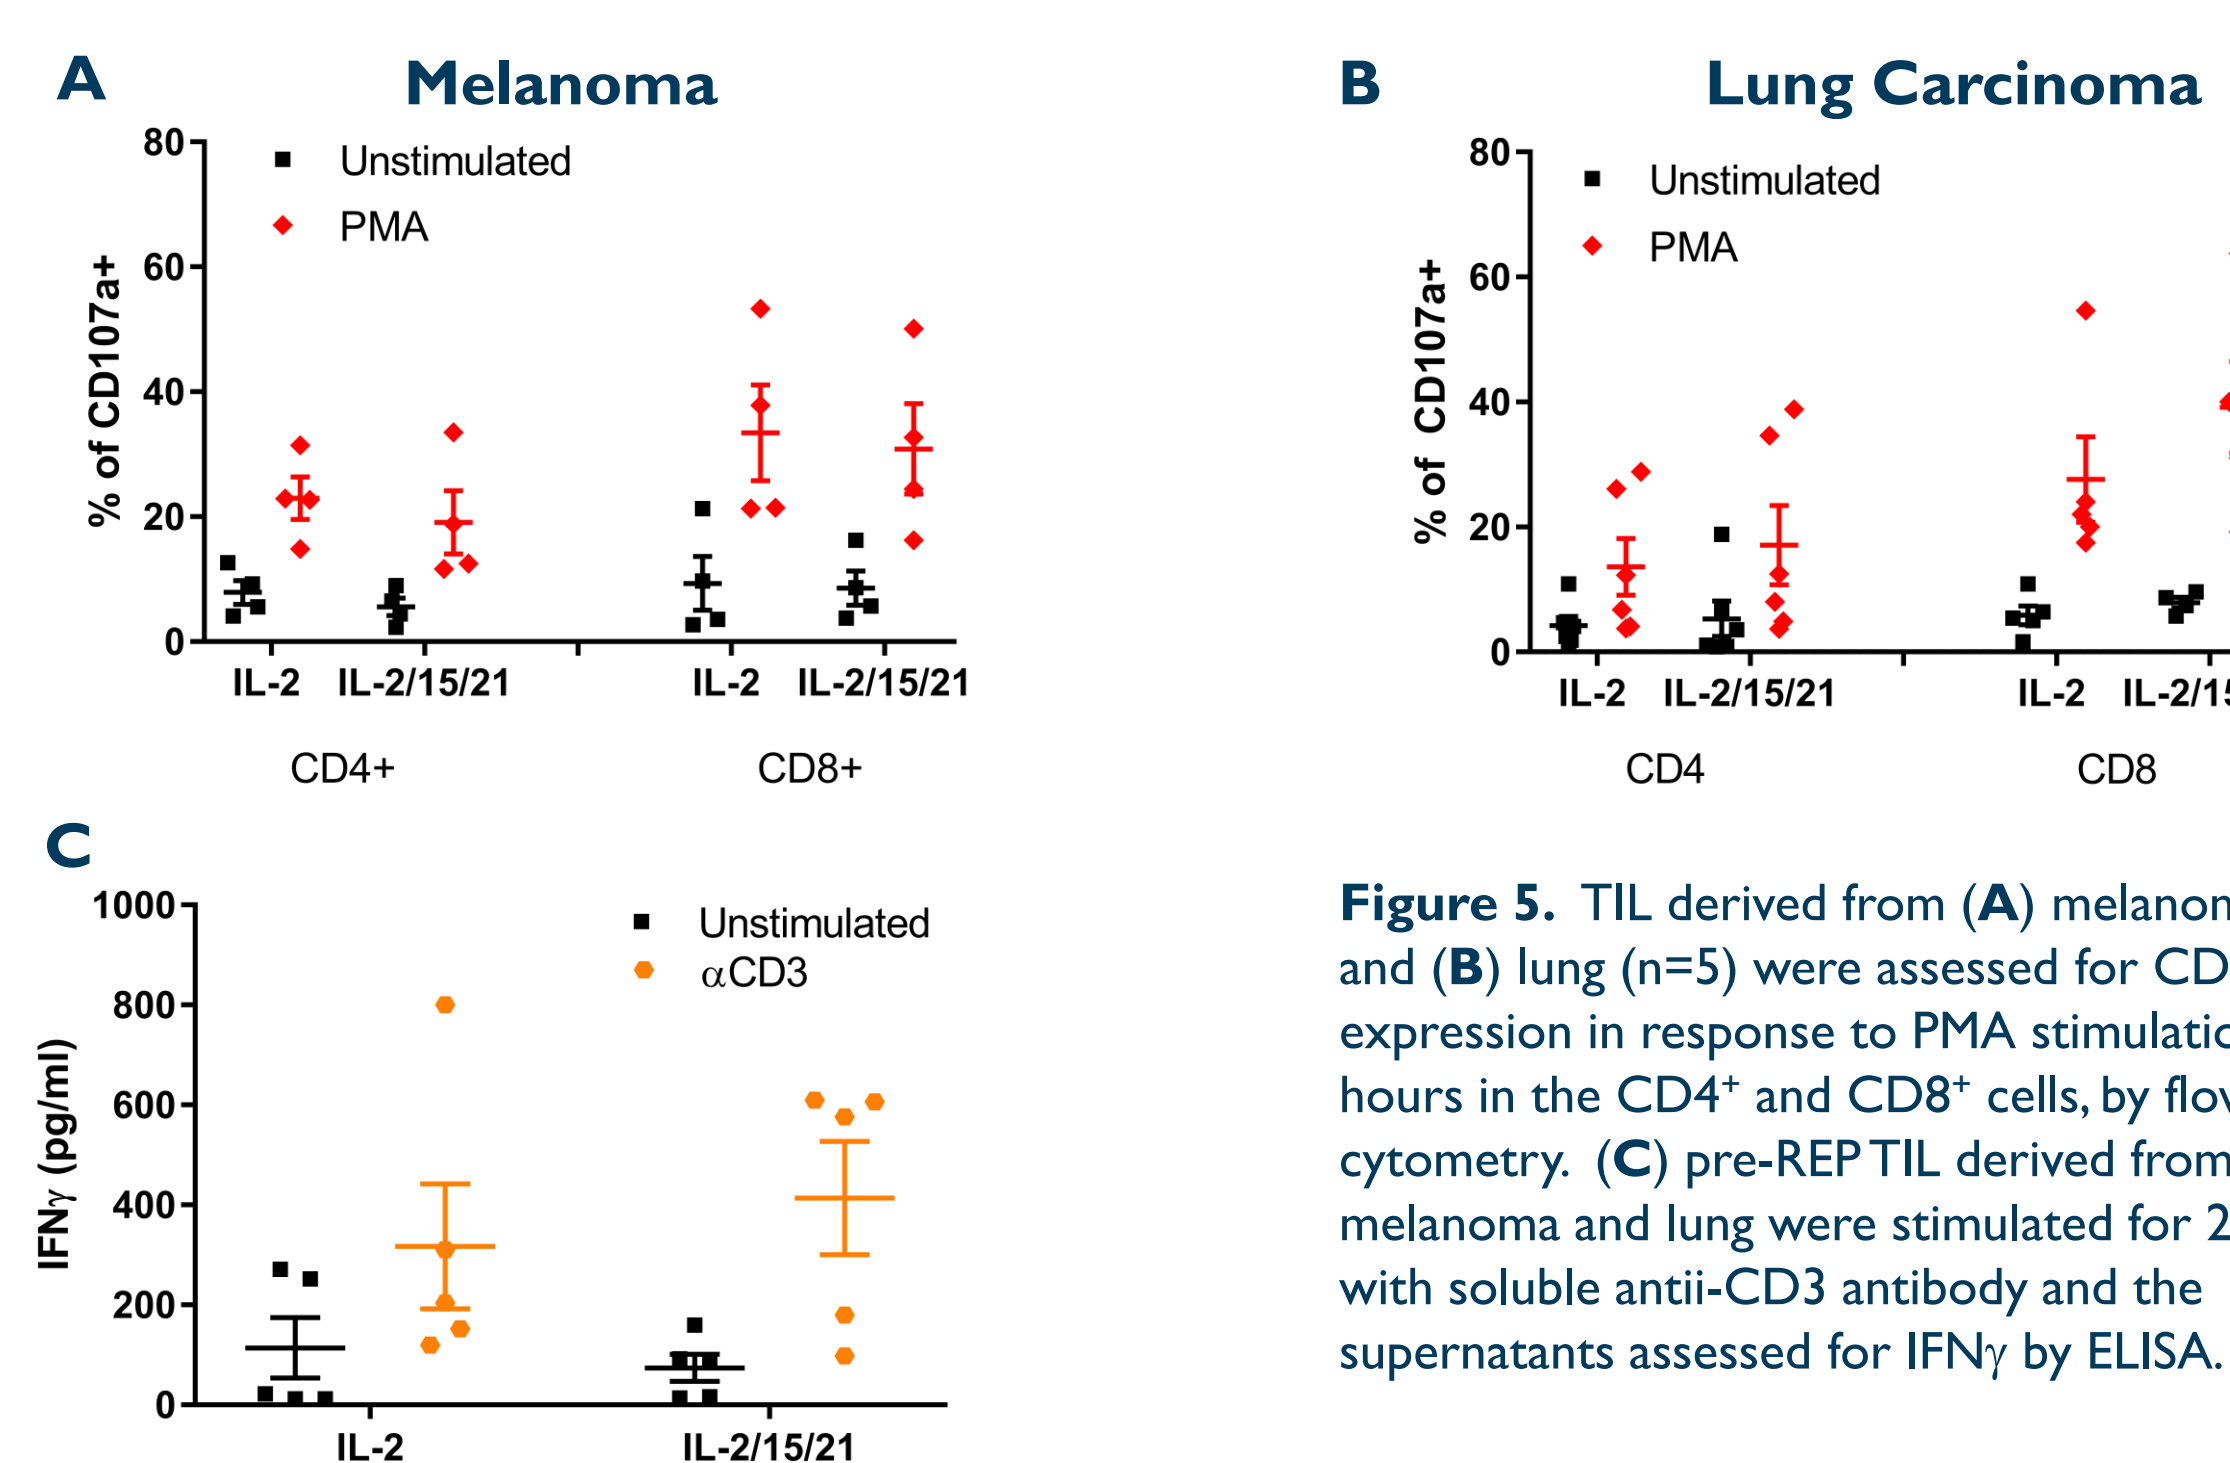 A
Melanoma
80
60
40
20
0
% of CD107a+
Unstimulated
PMA
IL-2
IL-2/15/21
IL-2
IL-2/15/21
CD4+
CD8+
B
Lung Carcinoma
80
60
40
20
0
% of CD107a+
Unstimulated
PMA
IL-2
IL-2/15/21
IL-2
CD4
CD8
C
1000
800
600
400
200
0
IFNγ (pg/ml)
Unstimulated
αCD3
IL-2
IL-2/15/21
Figure 5. TIL derived from (A)
and (B) lung (n=5) were assessed for
expression in response to PMA
hours in the CD4⁺ and CD8⁺ cells, by
cytometry. (C) pre-REP TIL derived from
melanoma and lung were stimulated for
with soluble antii-CD3 antibody and the
supernatants assessed for IFNγ by ELISA.